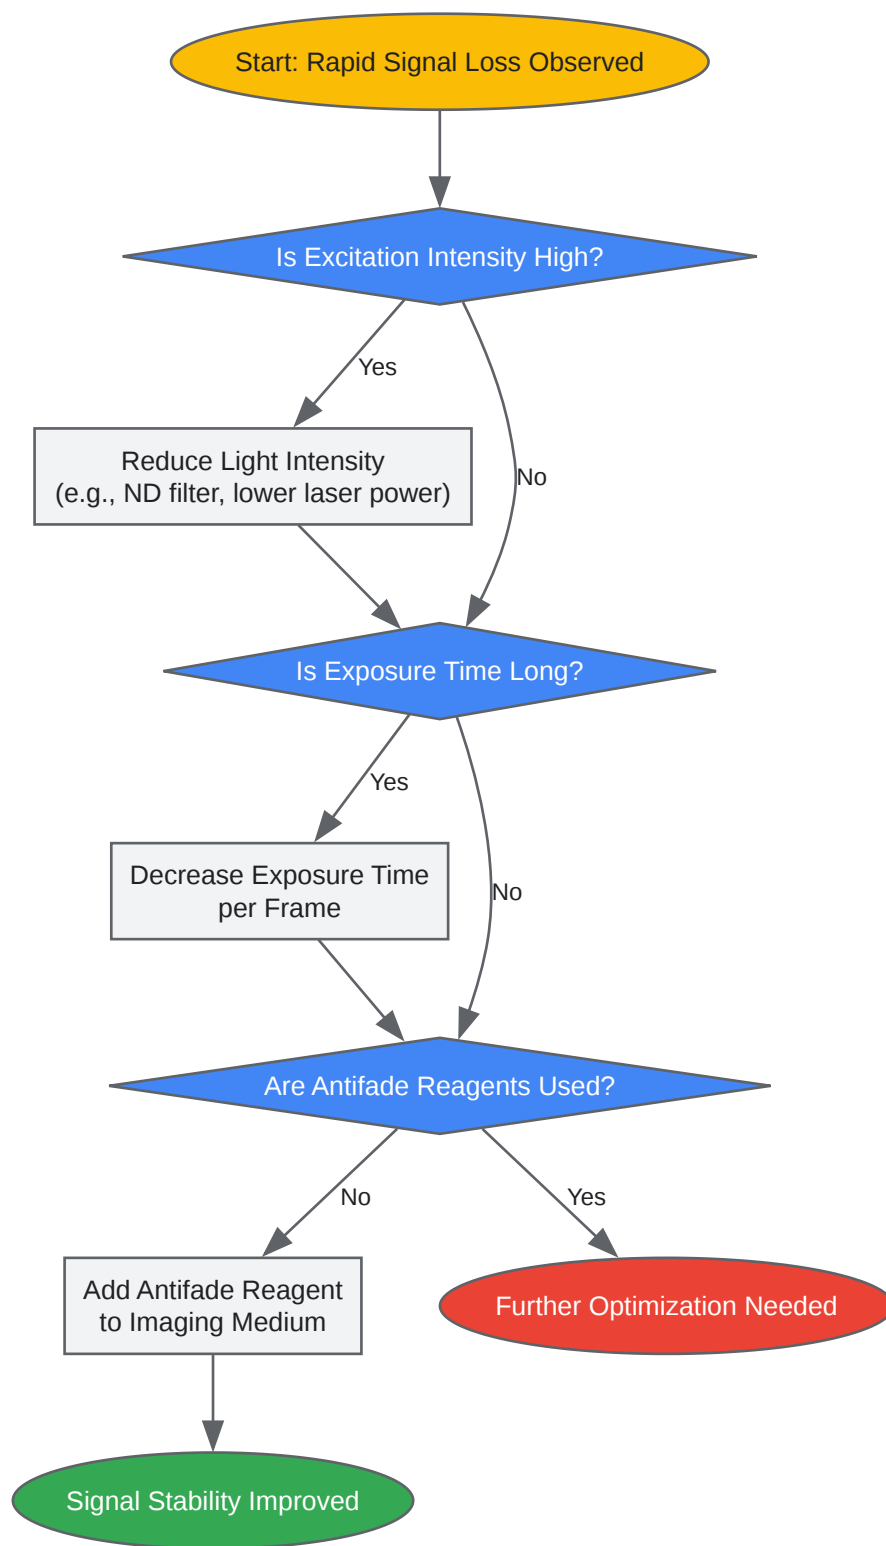 Start: Rapid Signal Loss Observed
Is Excitation Intensity High?
Yes
Reduce Light Intensity
(e.g., ND filter, lower laser power)
No
Is Exposure Time Long?
Yes
Decrease Exposure Time
per Frame
No
Are Antifade Reagents Used?
No
Yes
Add Antifade Reagent
to Imaging Medium
Further Optimization Needed
Signal Stability Improved